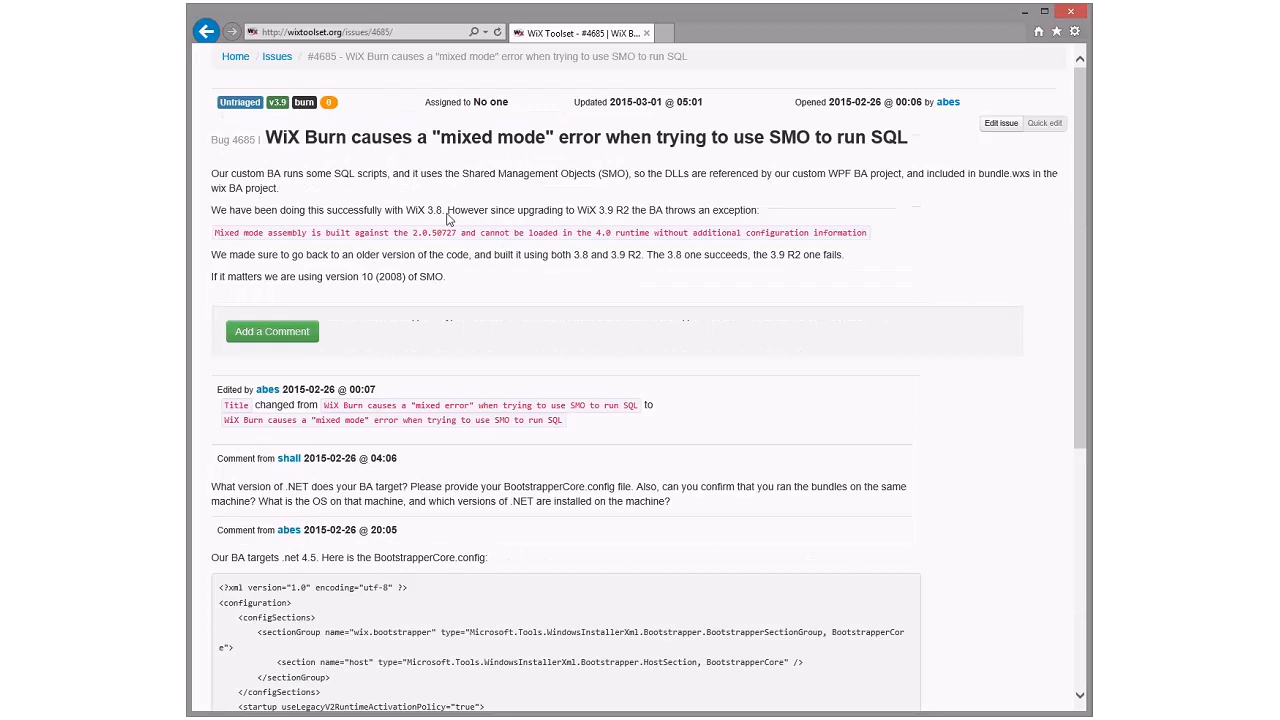 http://wixtoolset.org/issues/4685/
WiX Toolset - #4685 | WiX B...
Home / Issues / #4685 - WiX Burn causes a "mixed mode" error when trying to use SMO to run SQL
Untriaged v3.9 burn 0 Assigned to No one Updated 2015-03-01 @ 05:01 Opened 2015-02-26 @ 00:06 by abes
Edit issue Quick edit
Bug 4685 | WiX Burn causes a "mixed mode" error when trying to use SMO to run SQL
Our custom BA runs some SQL scripts, and it uses the Shared Management Objects (SMO), so the DLLs are referenced by our custom WPF BA project, and included in bundle.wxs in the
wix BA project.
We have been doing this successfully with WiX 3.8. However since upgrading to WiX 3.9 R2 the BA throws an exception:
Mixed mode assembly is built against the 2.0.50727 and cannot be loaded in the 4.0 runtime without additional configuration information
We made sure to go back to an older version of the code, and built it using both 3.8 and 3.9 R2. The 3.8 one succeeds, the 3.9 R2 one fails.
If it matters we are using version 10 (2008) of SMO.
Add a Comment
Edited by abes 2015-02-26 @ 00:07
Title changed from WiX Burn causes a "mixed error" when trying to use SMO to run SQL to
WiX Burn causes a "mixed mode" error when trying to use SMO to run SQL
Comment from shall 2015-02-26 @ 04:06
What version of .NET does your BA target? Please provide your BootstrapperCore.config file. Also, can you confirm that you ran the bundles on the same
machine? What is the OS on that machine, and which versions of .NET are installed on the machine?
Comment from abes 2015-02-26 @ 20:05
Our BA targets .net 4.5. Here is the BootstrapperCore.config:
<?xml version="1.0" encoding="utf-8" ?>
<configuration>
<configSections>
<sectionGroup name="wix.bootstrapper" type="Microsoft.Tools.WindowsInstallerXml.Bootstrapper.BootstrapperSectionGroup, BootstrapperCor
e">
<section name="host" type="Microsoft.Tools.WindowsInstallerXml.Bootstrapper.HostSection, BootstrapperCore" />
</sectionGroup>
</configSections>
<startup useLegacyV2RuntimeActivationPolicy="true">